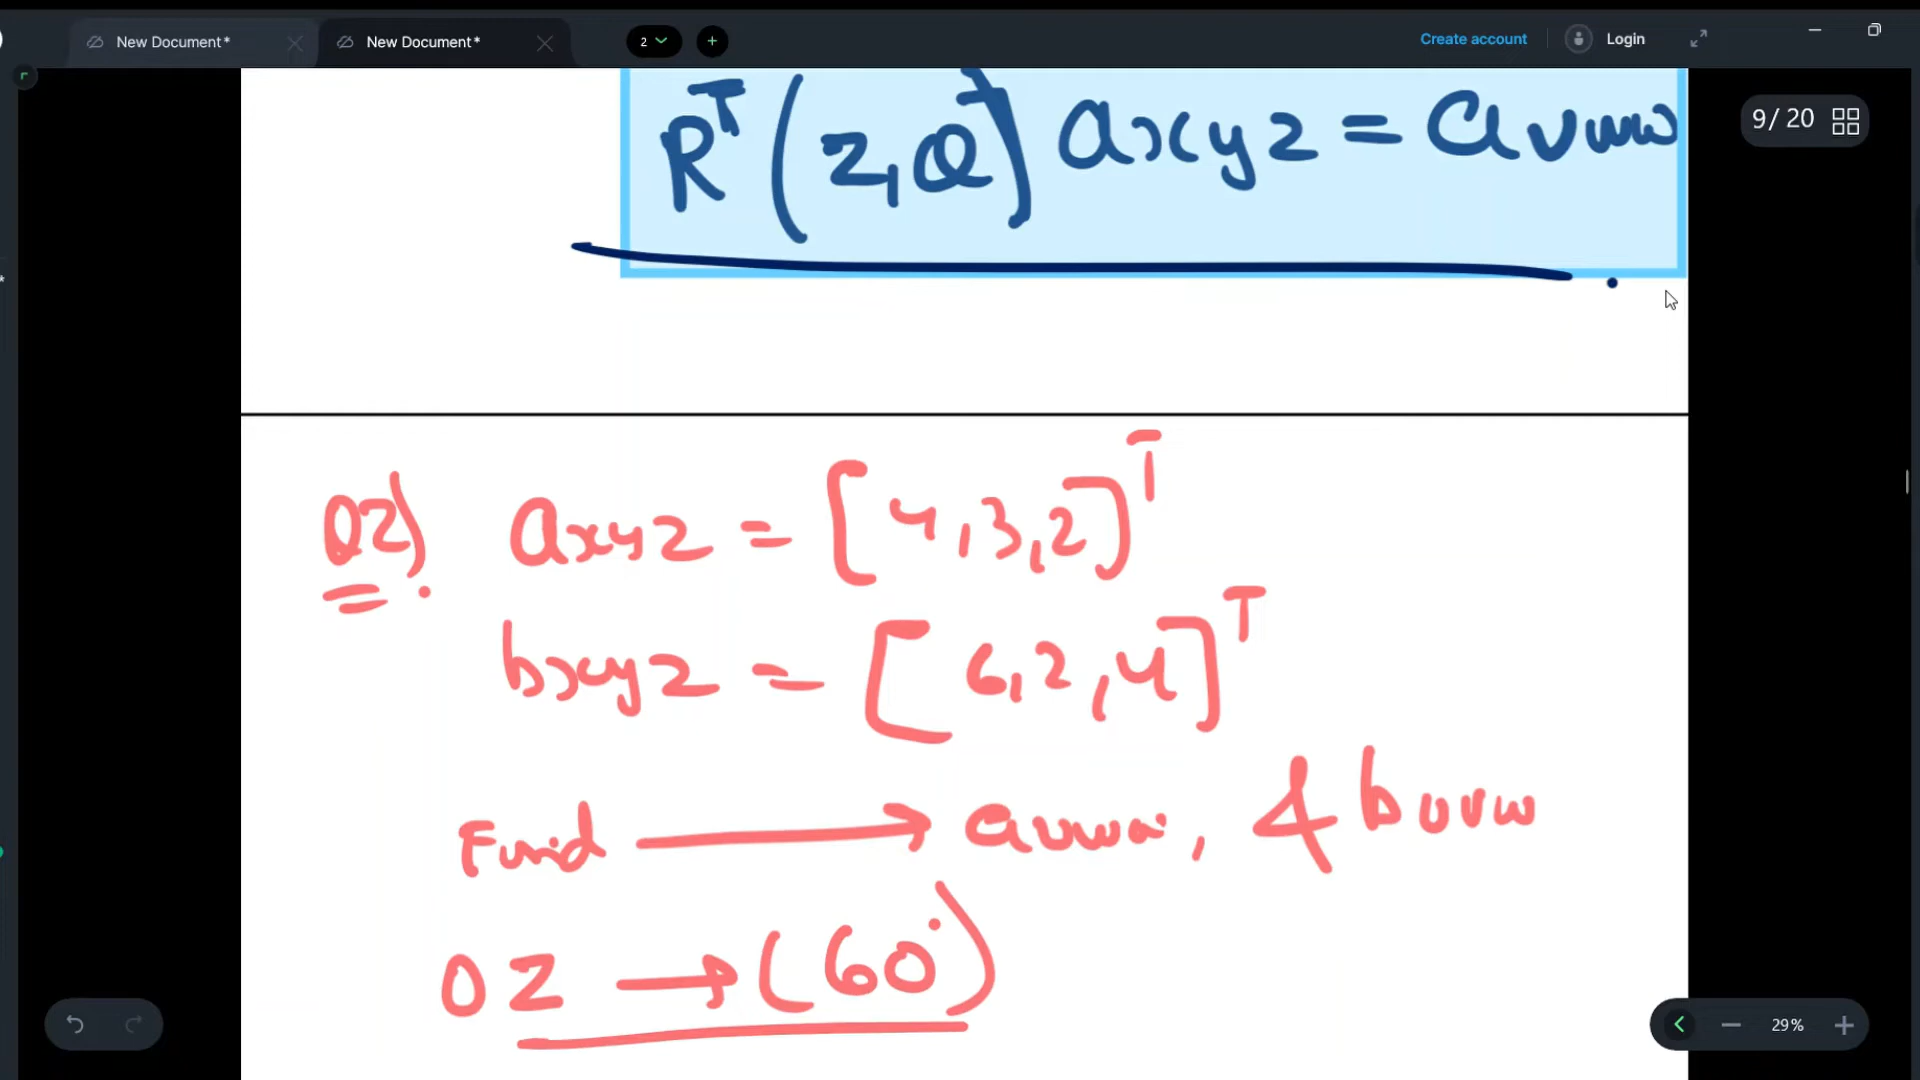 New Document*
New Document*
2
Create account
Login
9/ 20
R^T (z, θ) axyz = auvw
Q2).
axyz = [4,3,2]^T
bxyz = [6,2,4]^T
Find → auvw, & buvw
OZ → (60°)
29%